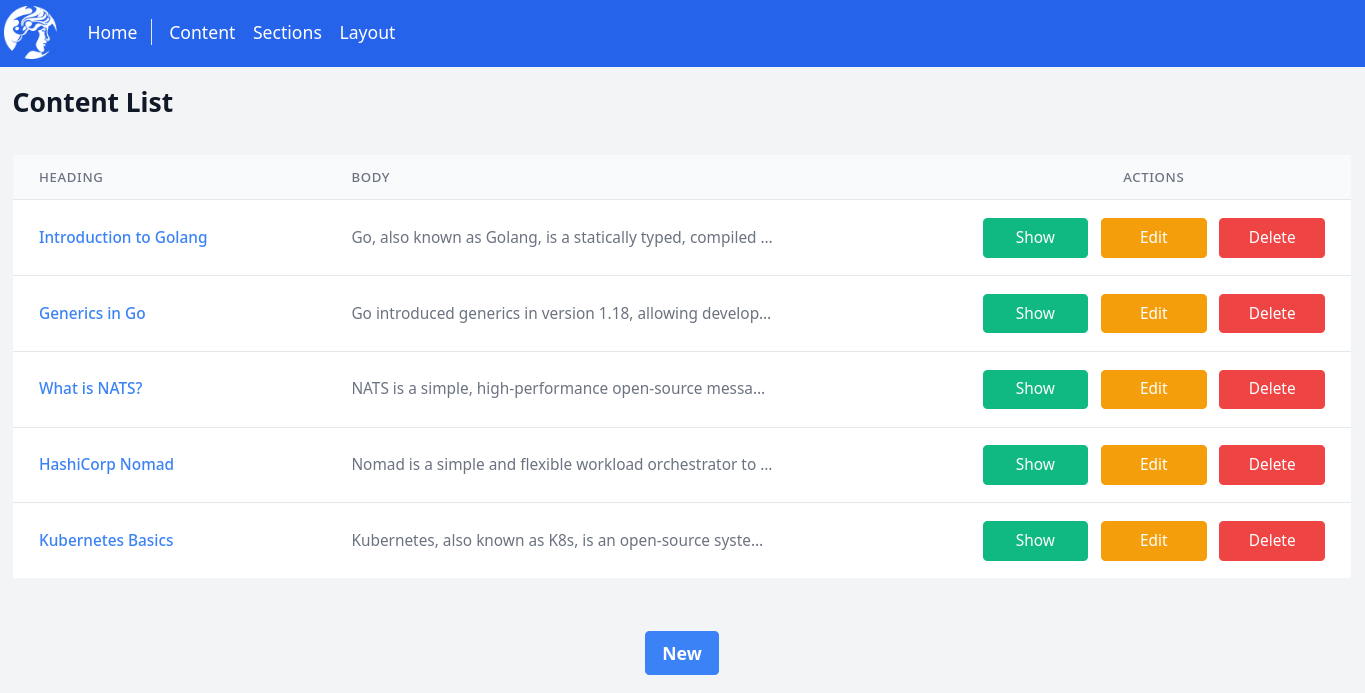 Home Content Sections Layout
Content List
HEADING BODY ACTIONS
Introduction to Golang Go, also known as Golang, is a statically typed, compiled ... Show Edit Delete
Generics in Go Go introduced generics in version 1.18, allowing develop... Show Edit Delete
What is NATS? NATS is a simple, high-performance open-source messa... Show Edit Delete
HashiCorp Nomad Nomad is a simple and flexible workload orchestrator to ... Show Edit Delete
Kubernetes Basics Kubernetes, also known as K8s, is an open-source syste... Show Edit Delete
New